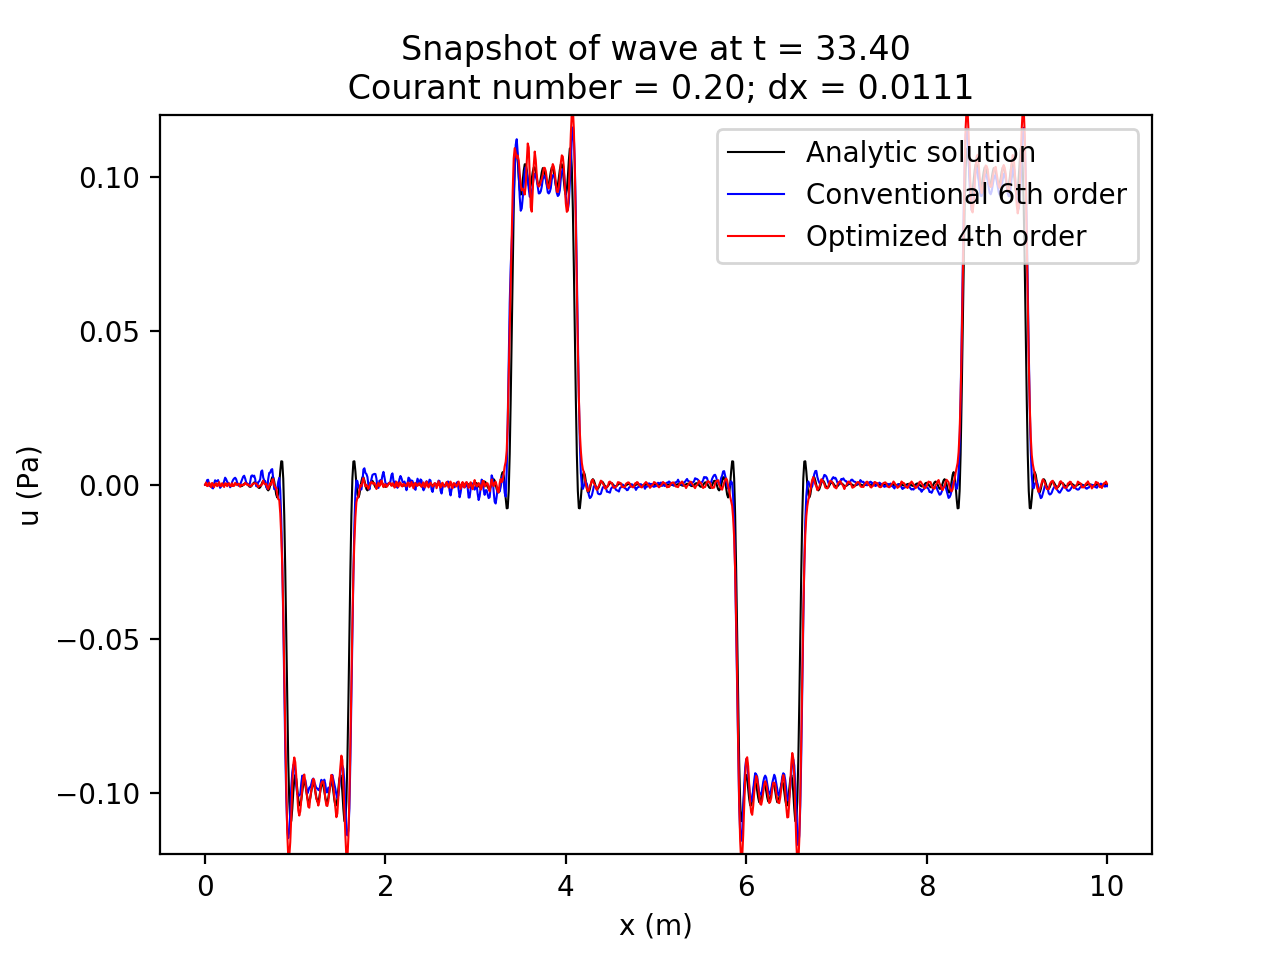 Snapshot of wave at t = 33.40
Courant number = 0.20; dx = 0.0111
Analytic solution
Conventional 6th order
Optimized 4th order
0.10
0.05
0.00
−0.05
−0.10
u (Pa)
0 2 4 6 8 10
x (m)